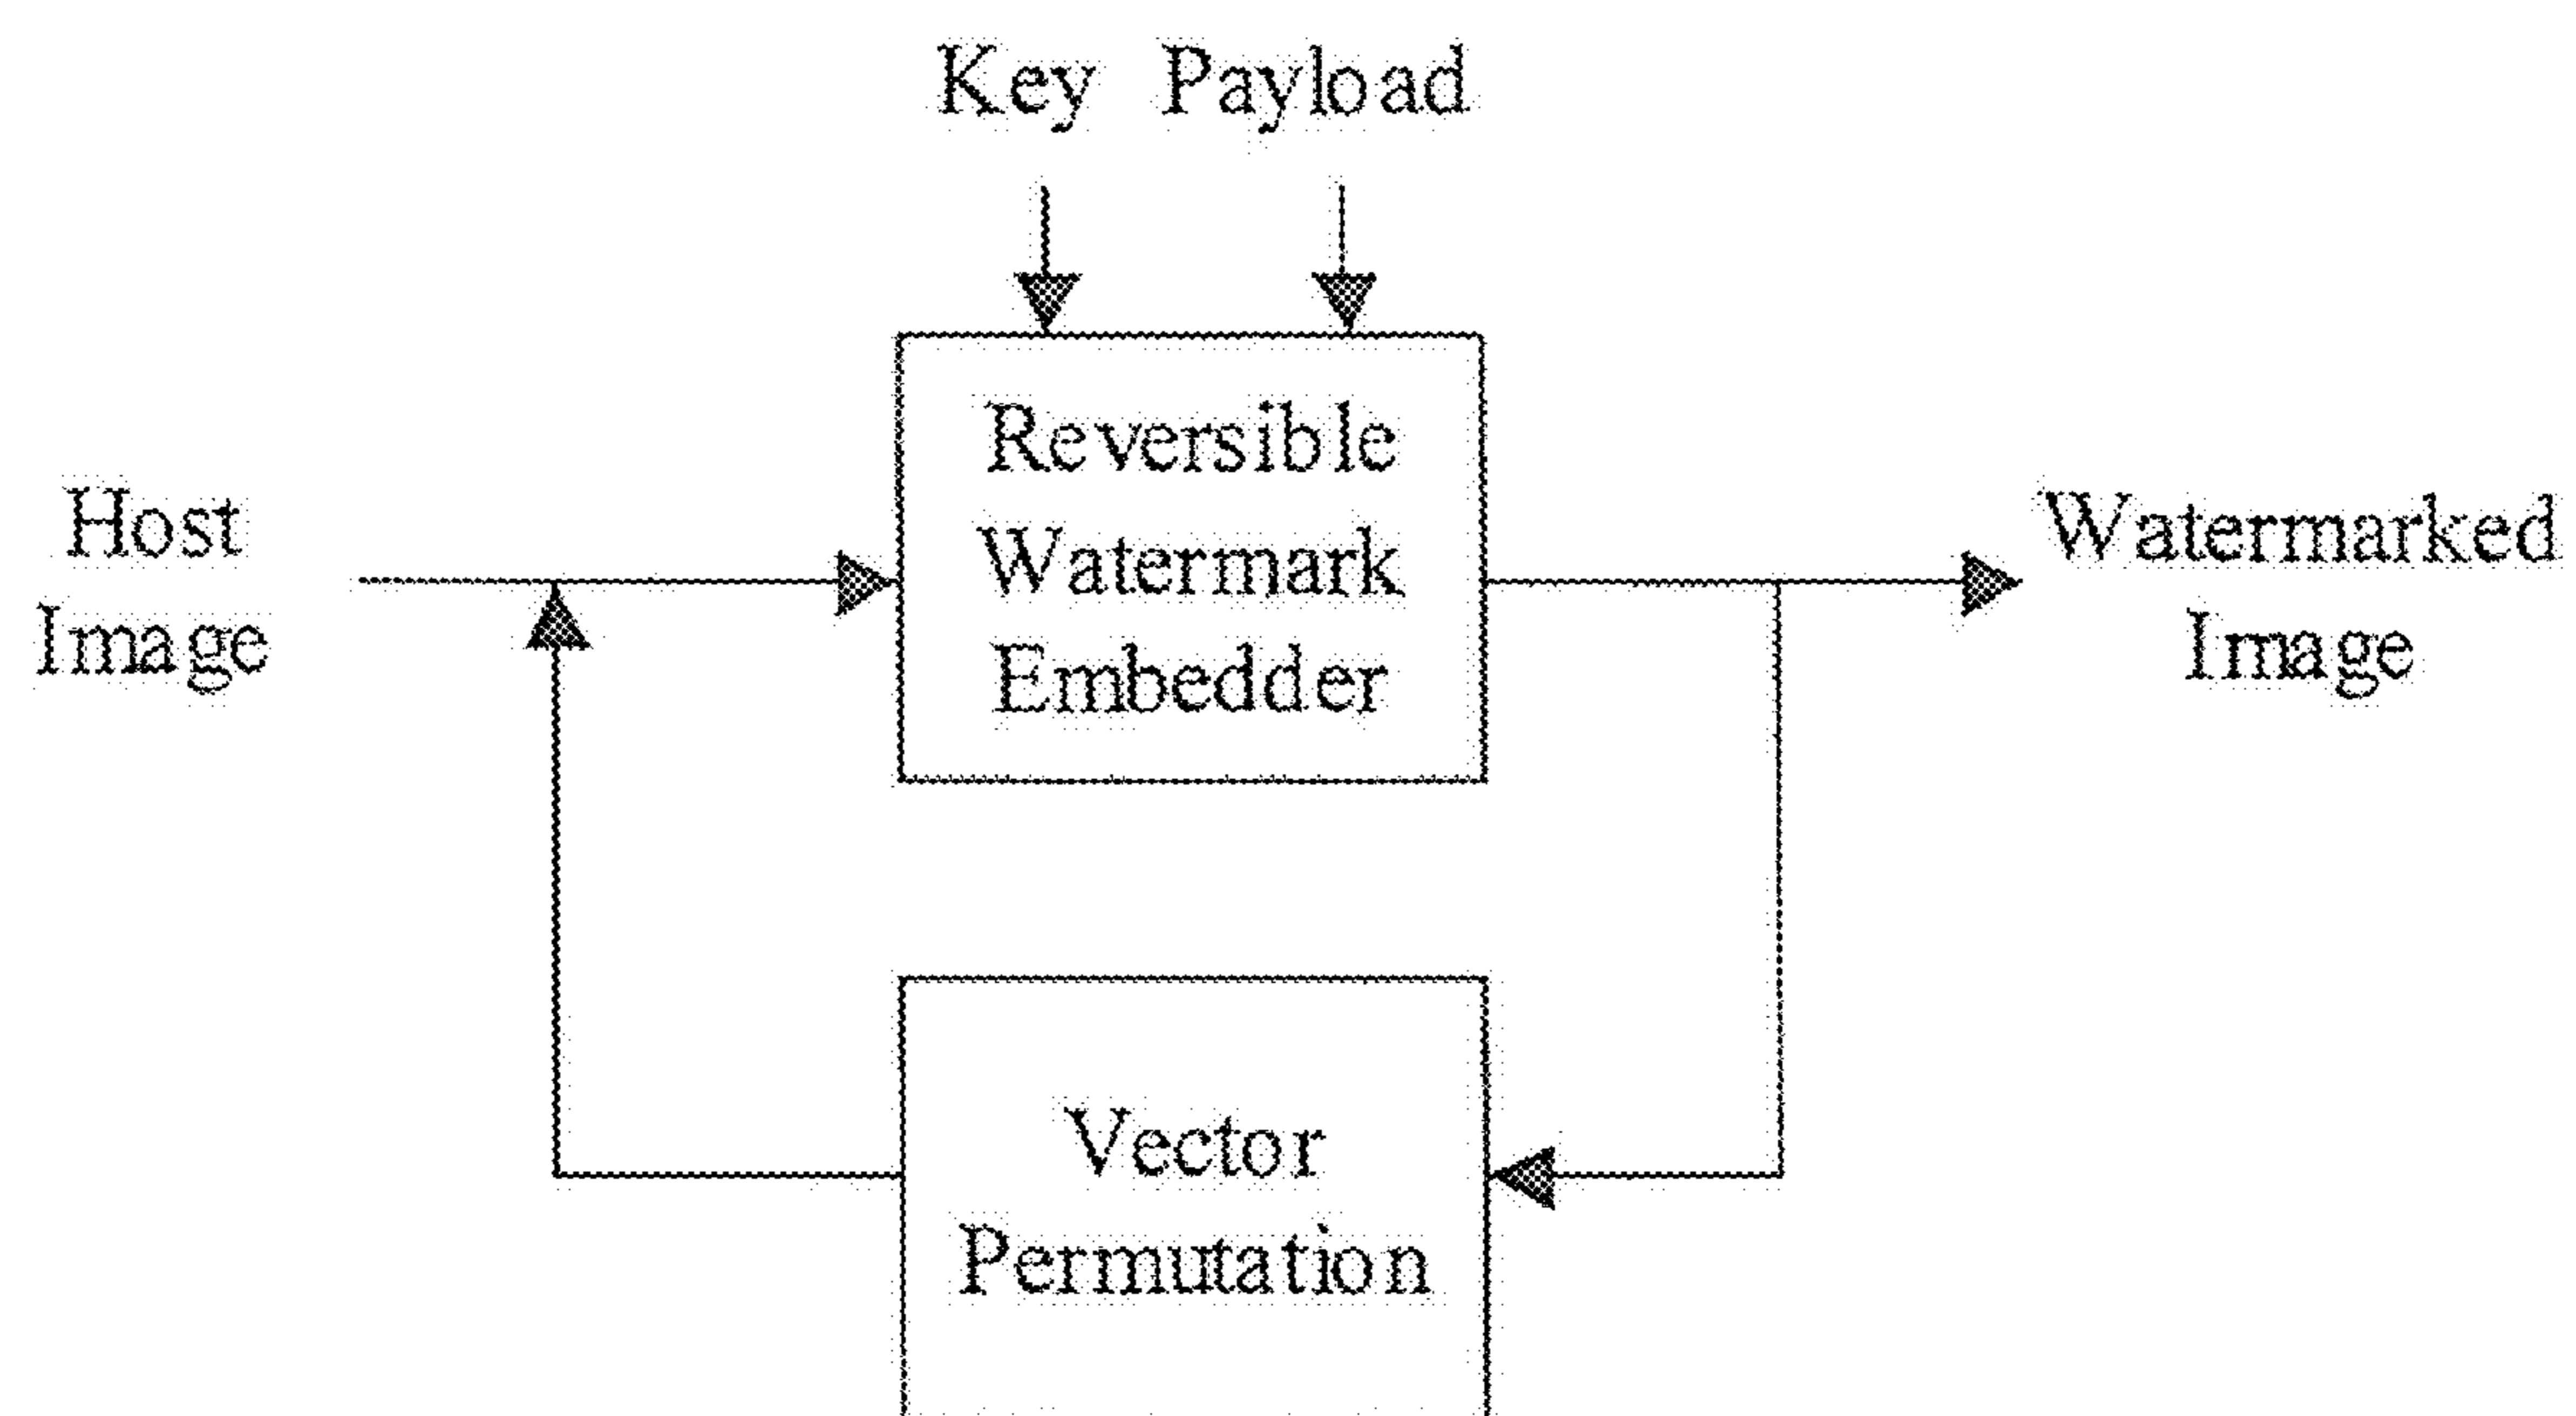 Key Payload
Reversible
Watermark
Embedder
Host
Image
Watermarked
Image
Vector
Permutation